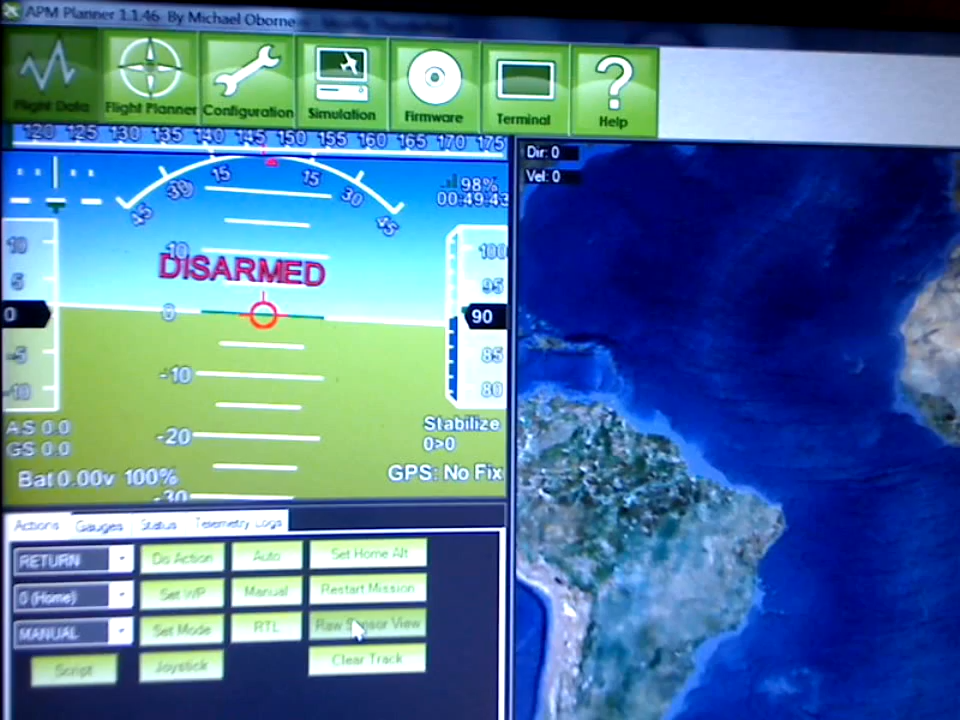 APM Planner 1.1.46- By Michael Oborne
Flight Data Flight Planner Configuration Simulation Firmware Terminal Help
120 125 130 135 140 145 150 155 160 165 170 175
Dir: 0
Vel: 0
98%
00:49:43
45 30 15 15 30 45
10
DISARMED
0
-10
-20
-30
10
5
0
-5
-10
100
95
90
85
80
AS 0.0
GS 0.0
Stabilize
0>0
Bat 0.00v 100% GPS: No Fix
Actions Gauges Status Telemetry Logs
RETURN Do Action Auto Set Home Alt
0 (Home) Set WP Manual Restart Mission
MANUAL Set Mode RTL Raw Sensor View
Script Joystick Clear Track